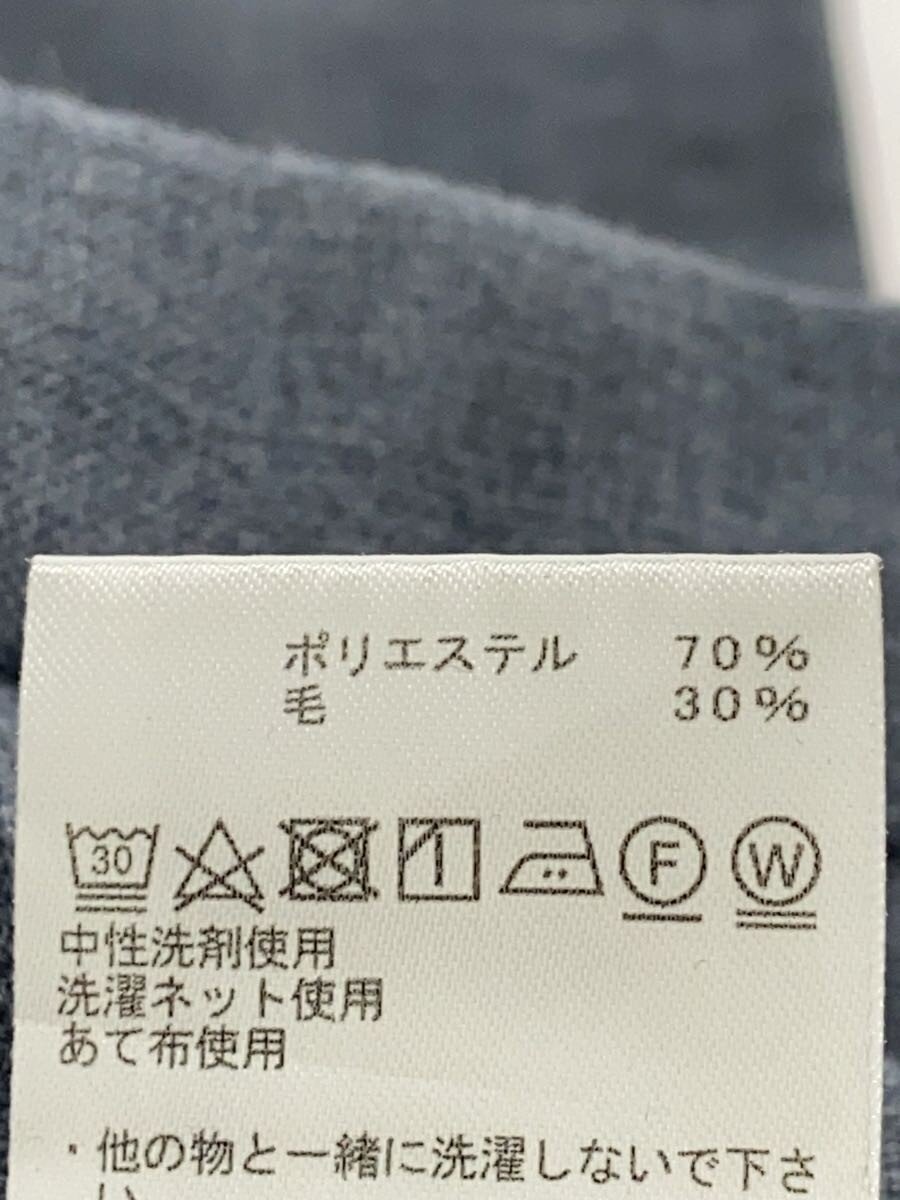 ポリエステル 70%
毛 30%
30 F W
中性洗剤使用
洗濯ネット使用
あて布使用
・他の物と一緒に洗濯しないで下さ
い